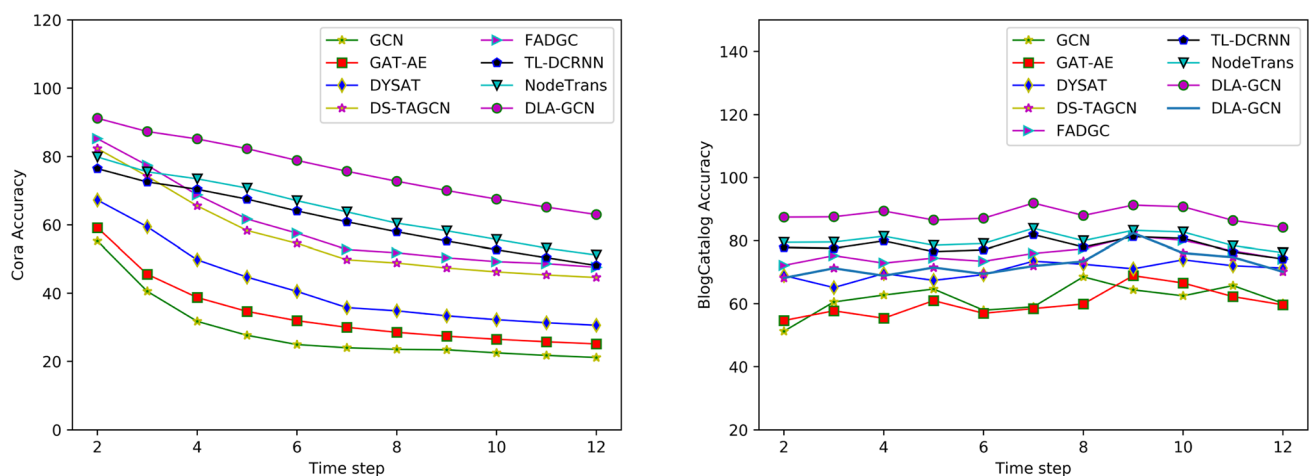 120
100
80
60
40
20
0
Cora Accuracy
2 4 6 8 10 12
Time step
GCN
GAT-AE
DYSAT
DS-TAGCN
FADGC
TL-DCRNN
NodeTrans
DLA-GCN
140
120
100
80
60
40
20
BlogCatalog Accuracy
2 4 6 8 10 12
Time step
GCN
GAT-AE
DYSAT
DS-TAGCN
FADGC
TL-DCRNN
NodeTrans
DLA-GCN
DLA-GCN